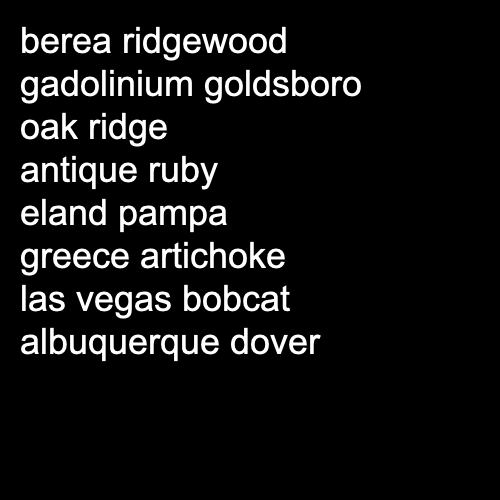 berea ridgewood
gadolinium goldsboro
oak ridge
antique ruby
eland pampa
greece artichoke
las vegas bobcat
albuquerque dover